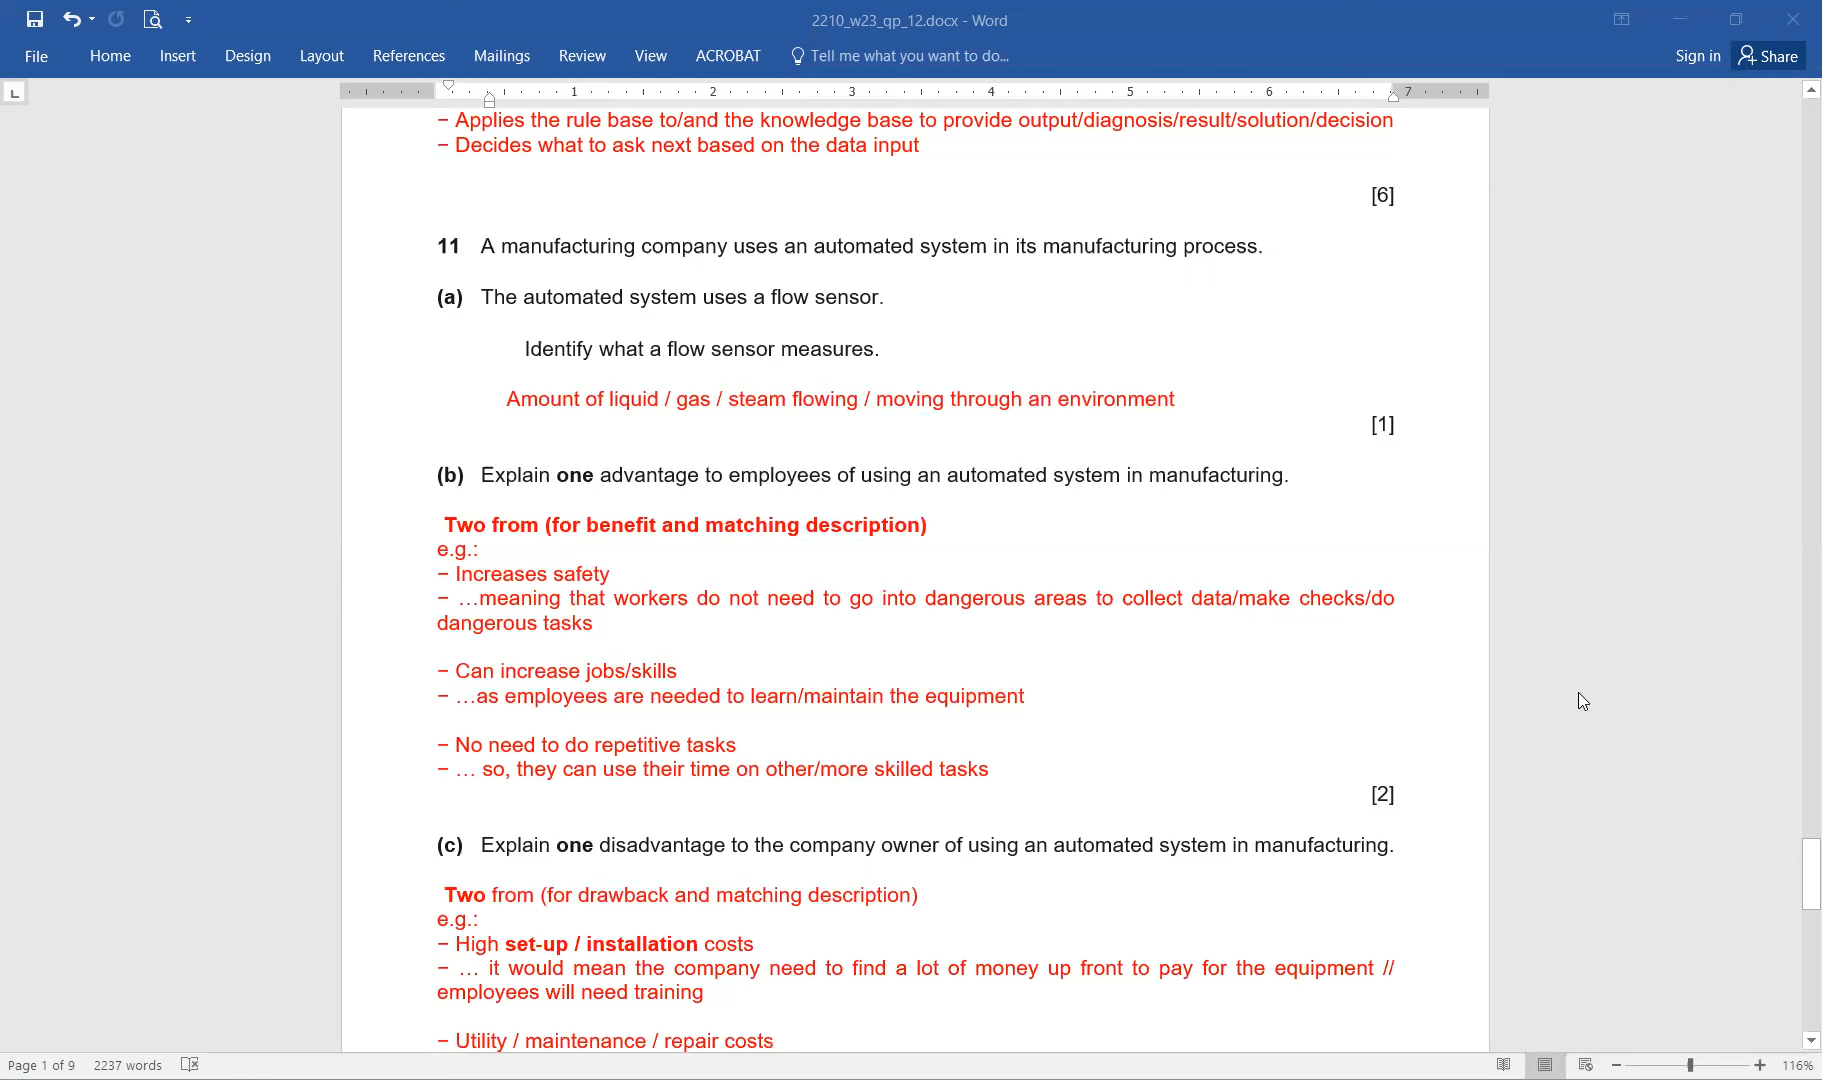 2210_w23_qp_12.docx - Word
File Home Insert Design Layout References Mailings Review View ACROBAT Tell me what you want to do... Sign in Share
1 2 3 4 5 6 7
− Applies the rule base to/and the knowledge base to provide output/diagnosis/result/solution/decision
− Decides what to ask next based on the data input
[6]
11 A manufacturing company uses an automated system in its manufacturing process.
(a) The automated system uses a flow sensor.
Identify what a flow sensor measures.
Amount of liquid / gas / steam flowing / moving through an environment
[1]
(b) Explain one advantage to employees of using an automated system in manufacturing.
Two from (for benefit and matching description)
e.g.:
− Increases safety
− …meaning that workers do not need to go into dangerous areas to collect data/make checks/do
dangerous tasks
− Can increase jobs/skills
− …as employees are needed to learn/maintain the equipment
− No need to do repetitive tasks
− … so, they can use their time on other/more skilled tasks
[2]
(c) Explain one disadvantage to the company owner of using an automated system in manufacturing.
Two from (for drawback and matching description)
e.g.:
− High set-up / installation costs
− … it would mean the company need to find a lot of money up front to pay for the equipment //
employees will need training
− Utility / maintenance / repair costs
Page 1 of 9 2237 words 116%